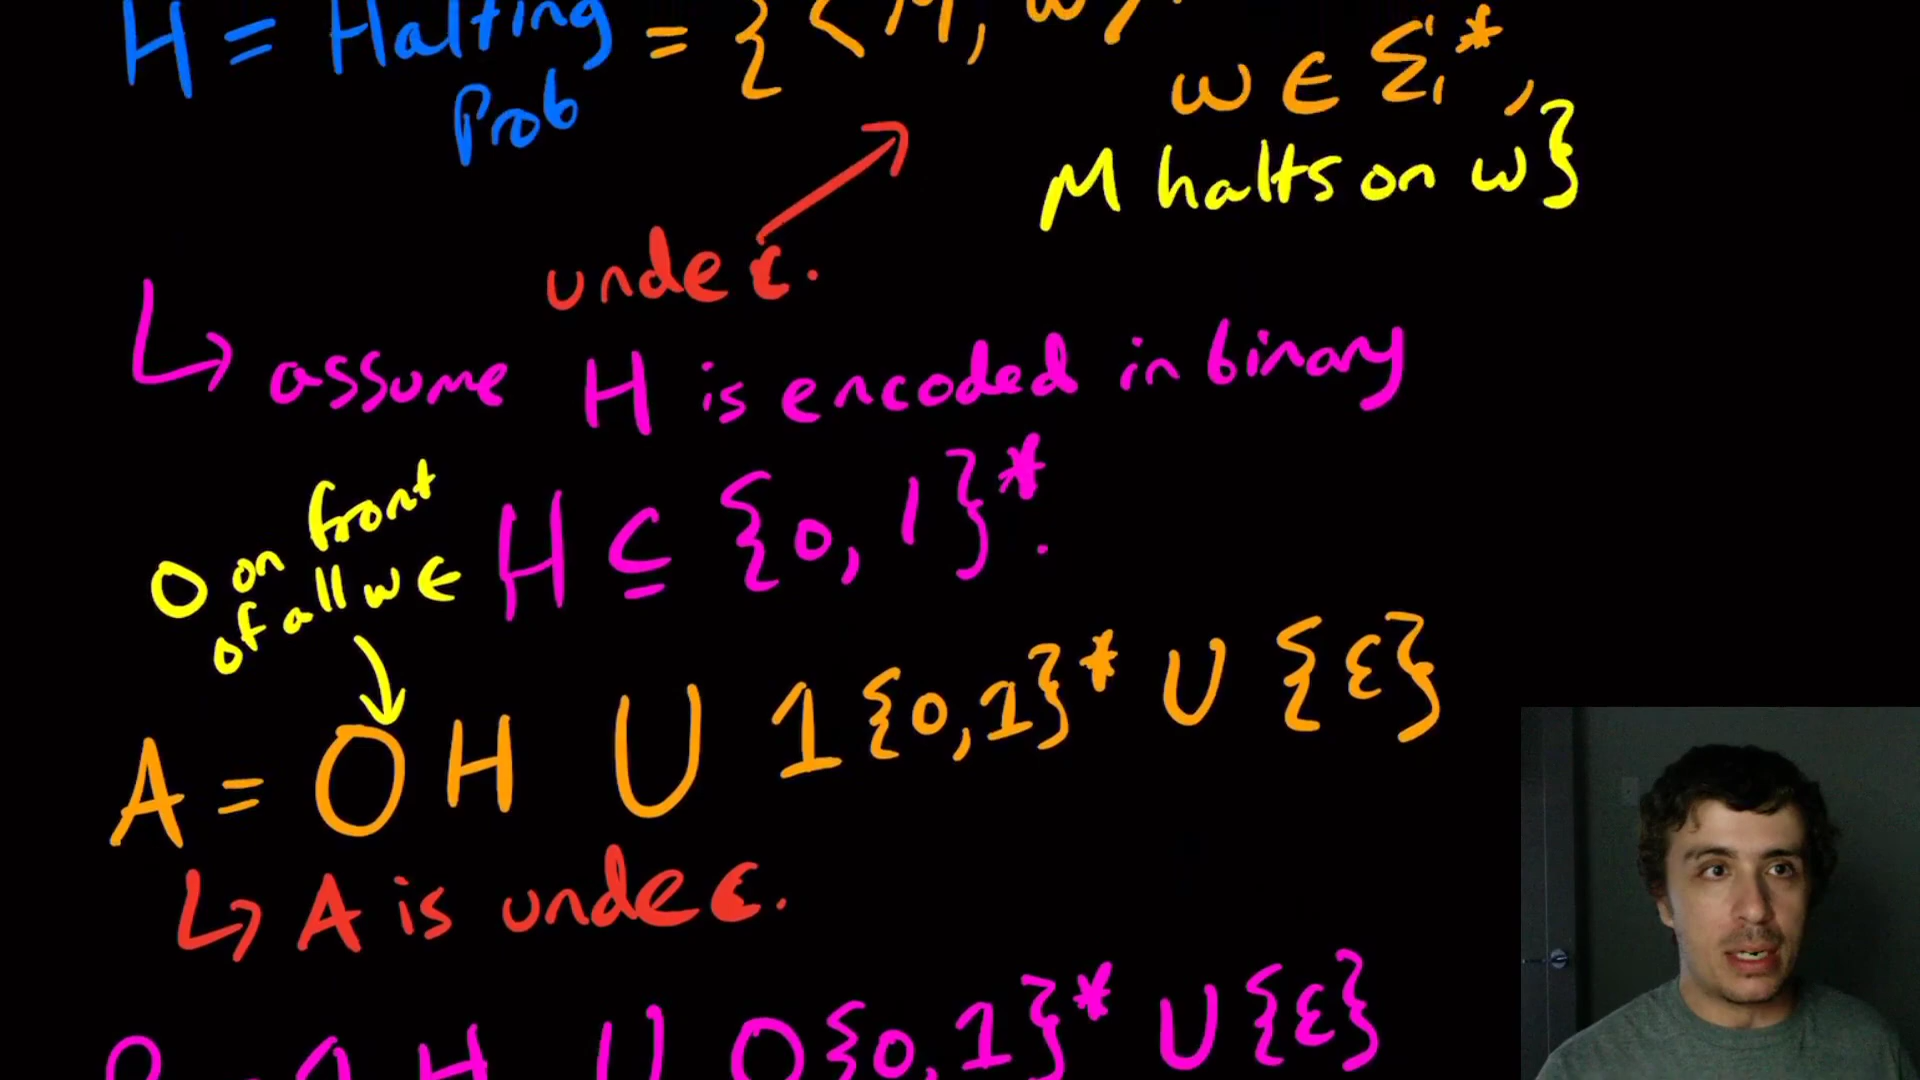 H = Halting = {<M, w>
Prob
w ∈ Σ*,
M halts on w}
undec.
↳ assume H is encoded in binary
H ⊆ {0, 1}*.
0 on front
of all w ∈
A = 0H ∪ 1{0,1}* ∪ {ε}
↳ A is undec.
1H ∪ 0{0,1}* ∪ {ε}